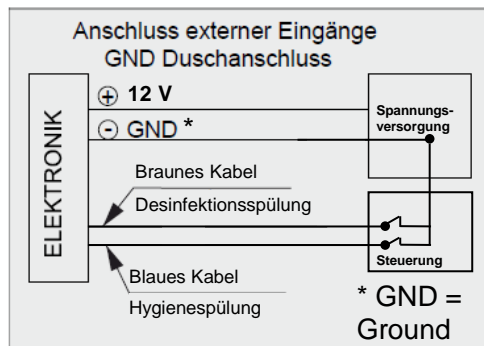 Anschluss externer Eingänge
GND Duschanschluss
ELEKTRONIK
⊕ 12 V
⊖ GND *
Spannungs-
versorgung
Braunes Kabel
Desinfektionsspülung
Blaues Kabel
Hygienespülung
Steuerung
* GND =
Ground